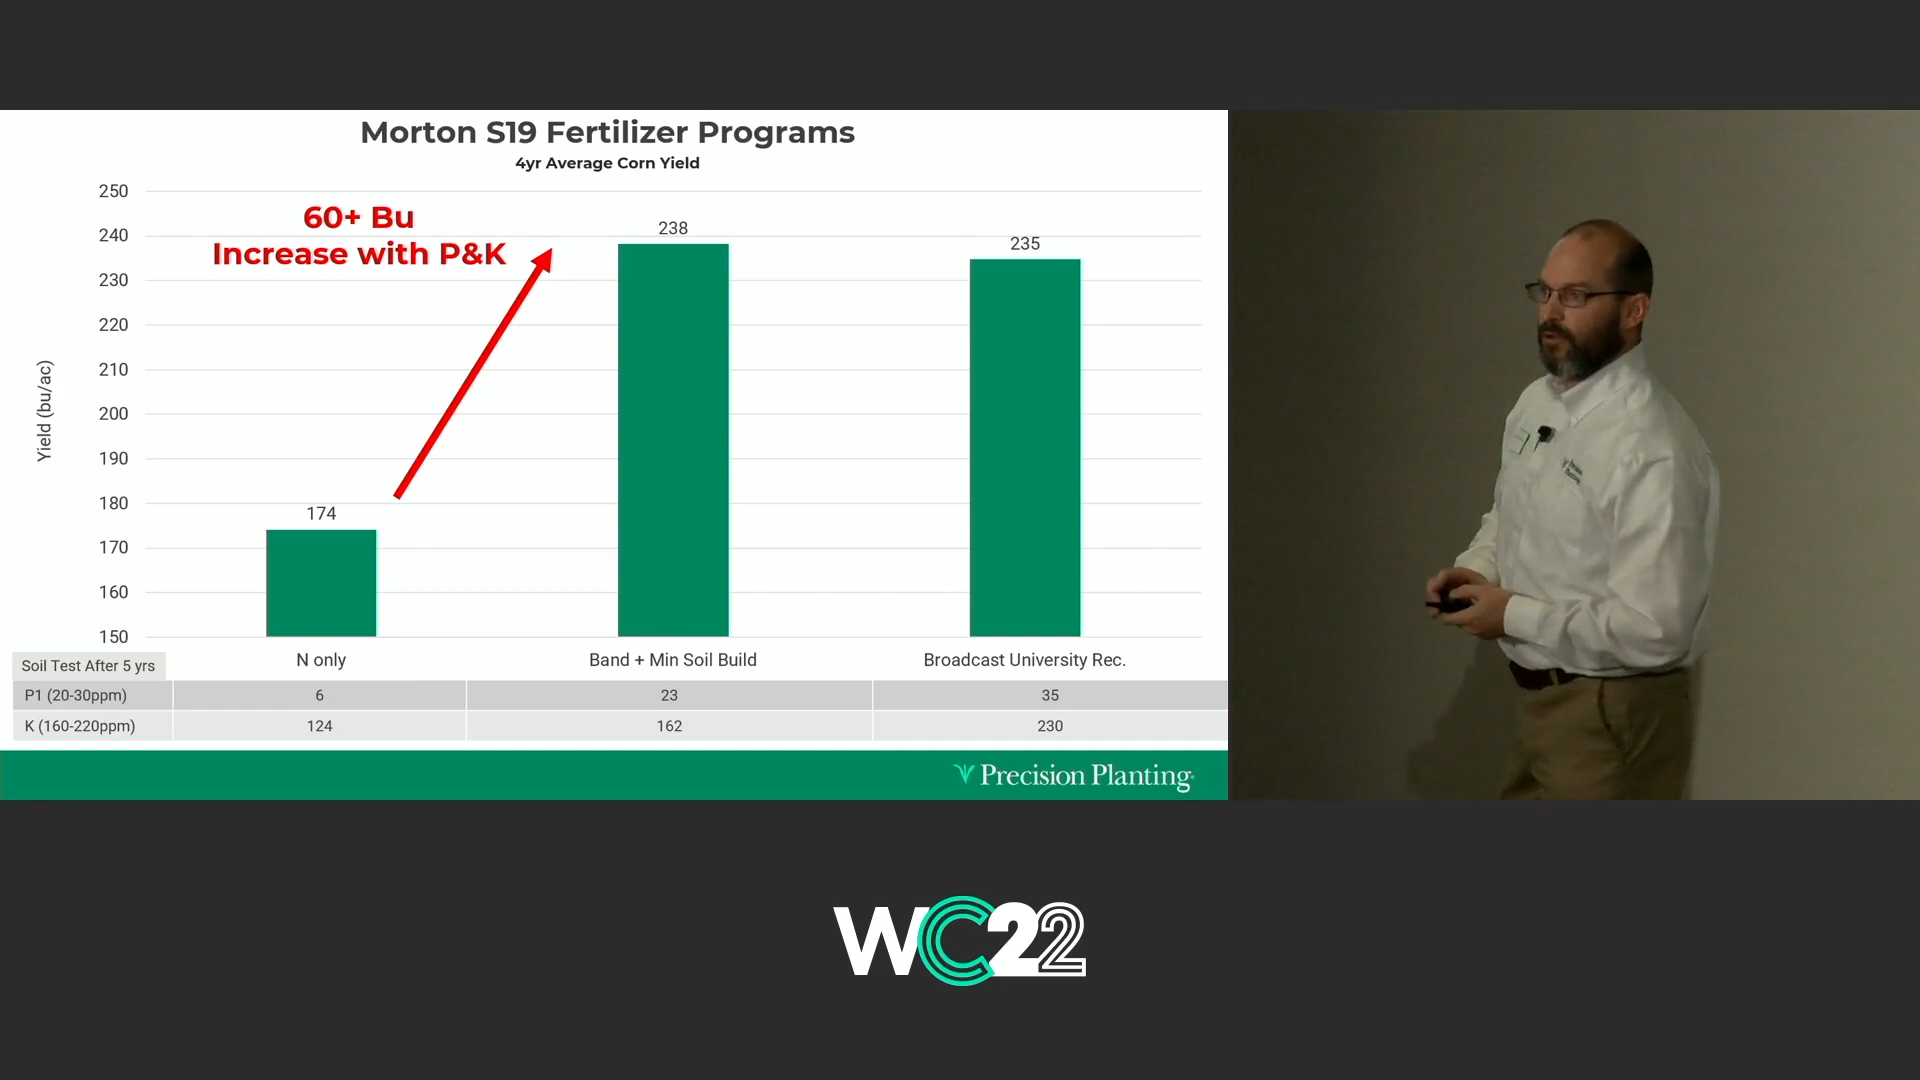 Morton S19 Fertilizer Programs
4yr Average Corn Yield
60+ Bu
Increase with P&K
Yield (bu/ac)
250
240
230
220
210
200
190
180
170
160
150
174
238
235
N only
Band + Min Soil Build
Broadcast University Rec.
Soil Test After 5 yrs
P1 (20-30ppm) 6 23 35
K (160-220ppm) 124 162 230
Precision Planting
Precision
Planting
WC22